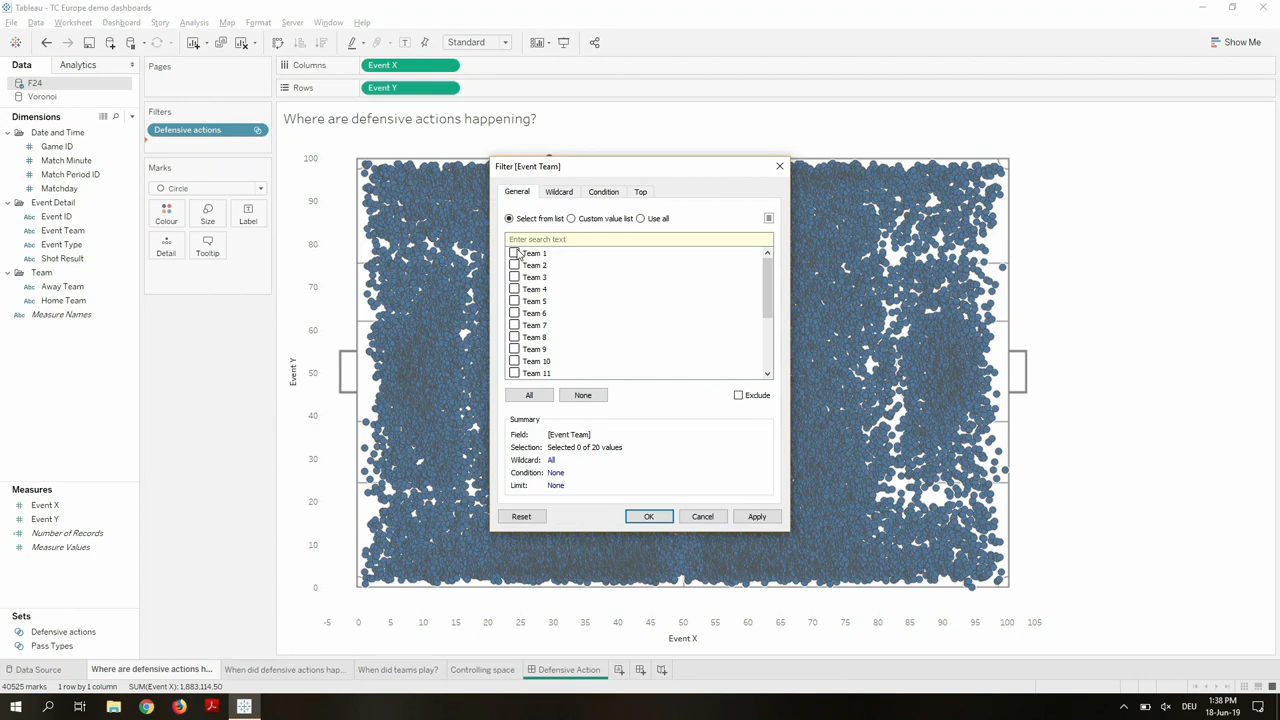 Tableau - TC Europe demo dashboards
File Data Worksheet Dashboard Story Analysis Map Format Server Window Help
Standard
Show Me
Data Analytics
F24
Voronoi
Dimensions
Date and Time
Game ID
Match Minute
Match Period ID
Matchday
Event Detail
Abc Event ID
Abc Event Team
Abc Event Type
Abc Shot Result
Team
Abc Away Team
Abc Home Team
Abc Measure Names
Measures
Event X
Event Y
Number of Records
Measure Values
Sets
Defensive actions
Pass Types
Pages
Filters
Defensive actions
Marks
Circle
Colour Size Label
Detail Tooltip
Columns Event X
Rows Event Y
Where are defensive actions happening?
100
90
80
70
60
50
40
30
20
10
0
Event Y
-5 0 5 10 15 20 25 30 35 40 45 50 55 60 65 70 75 80 85 90 95 100 105
Event X
Filter [Event Team]
General Wildcard Condition Top
Select from list Custom value list Use all
Enter search text
Team 1
Team 2
Team 3
Team 4
Team 5
Team 6
Team 7
Team 8
Team 9
Team 10
Team 11
All None Exclude
Summary
Field: [Event Team]
Selection: Selected 0 of 20 values
Wildcard: All
Condition: None
Limit: None
Reset OK Cancel Apply
Data Source Where are defensive actions h... When did defensive actions hap... When did teams play? Controlling space Defensive Action
40525 marks 1 row by 1 column SUM(Event X): 1,883,114.50
DEU
1:38 PM
18-Jun-19